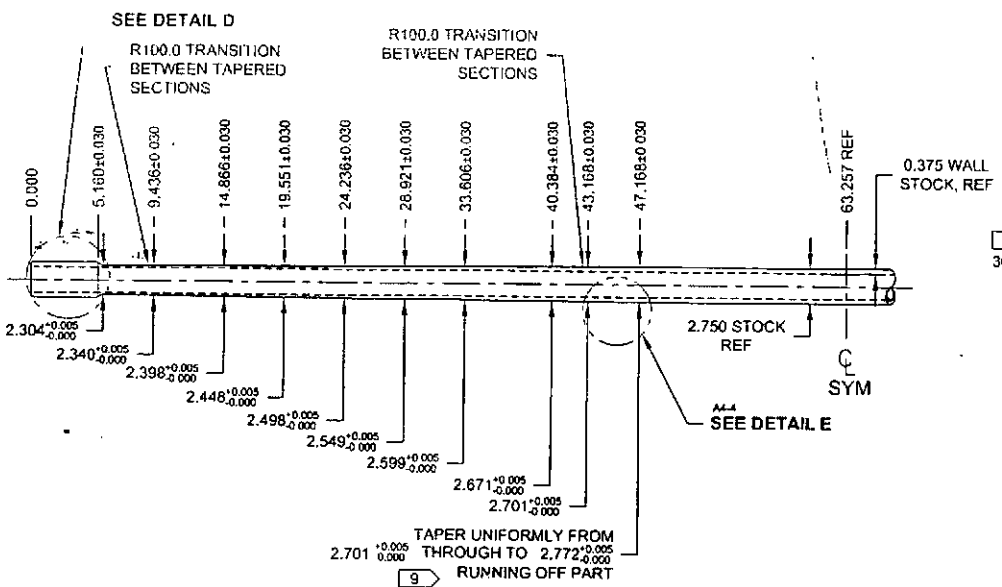 SEE DETAIL D
R100.0 TRANSITION
BETWEEN TAPERED
SECTIONS
R100.0 TRANSITION
BETWEEN TAPERED
SECTIONS
0.000
5.160±0.030
9.436±0.030
14.866±0.030
19.551±0.030
24.236±0.030
28.921±0.030
33.606±0.030
40.384±0.030
43.168±0.030
47.168±0.030
63.257 REF
0.375 WALL
STOCK, REF
2.304 +0.005 -0.000
2.340 +0.005 -0.000
2.398 +0.005 -0.000
2.448 +0.005 -0.000
2.498 +0.005 -0.000
2.549 +0.005 -0.000
2.599 +0.005 -0.000
2.671 +0.005 -0.000
2.701 +0.005 -0.000
2.750 STOCK
REF
℄
SYM
A4-4
SEE DETAIL E
TAPER UNIFORMLY FROM
2.701 +0.005 0.000 THROUGH TO 2.772 +0.005 -0.000
9 RUNNING OFF PART